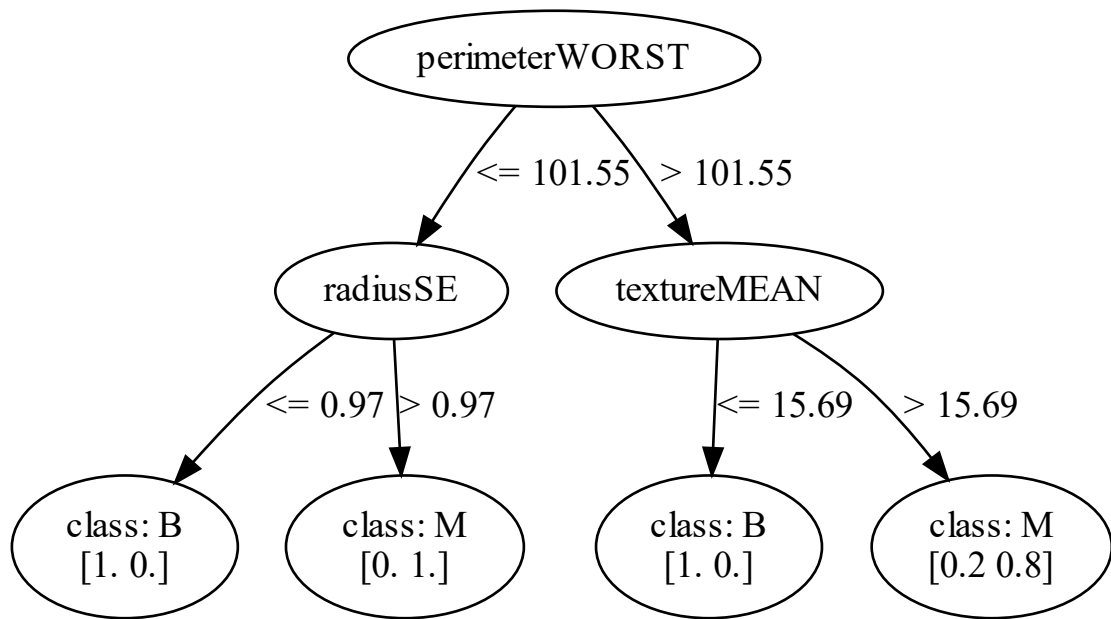 perimeterWORST
<= 101.55
> 101.55
radiusSE
textureMEAN
<= 0.97
> 0.97
<= 15.69
> 15.69
class: B
[1. 0.]
class: M
[0. 1.]
class: B
[1. 0.]
class: M
[0.2 0.8]